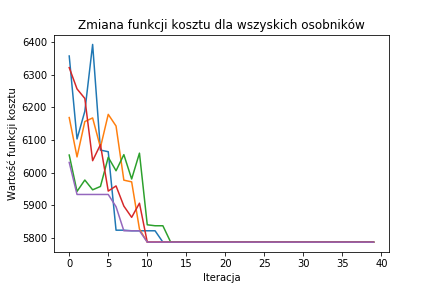 Zmiana funkcji kosztu dla wszyskich osobników
6400
6300
6200
6100
6000
5900
5800
Wartość funkcji kosztu
0 5 10 15 20 25 30 35 40
Iteracja